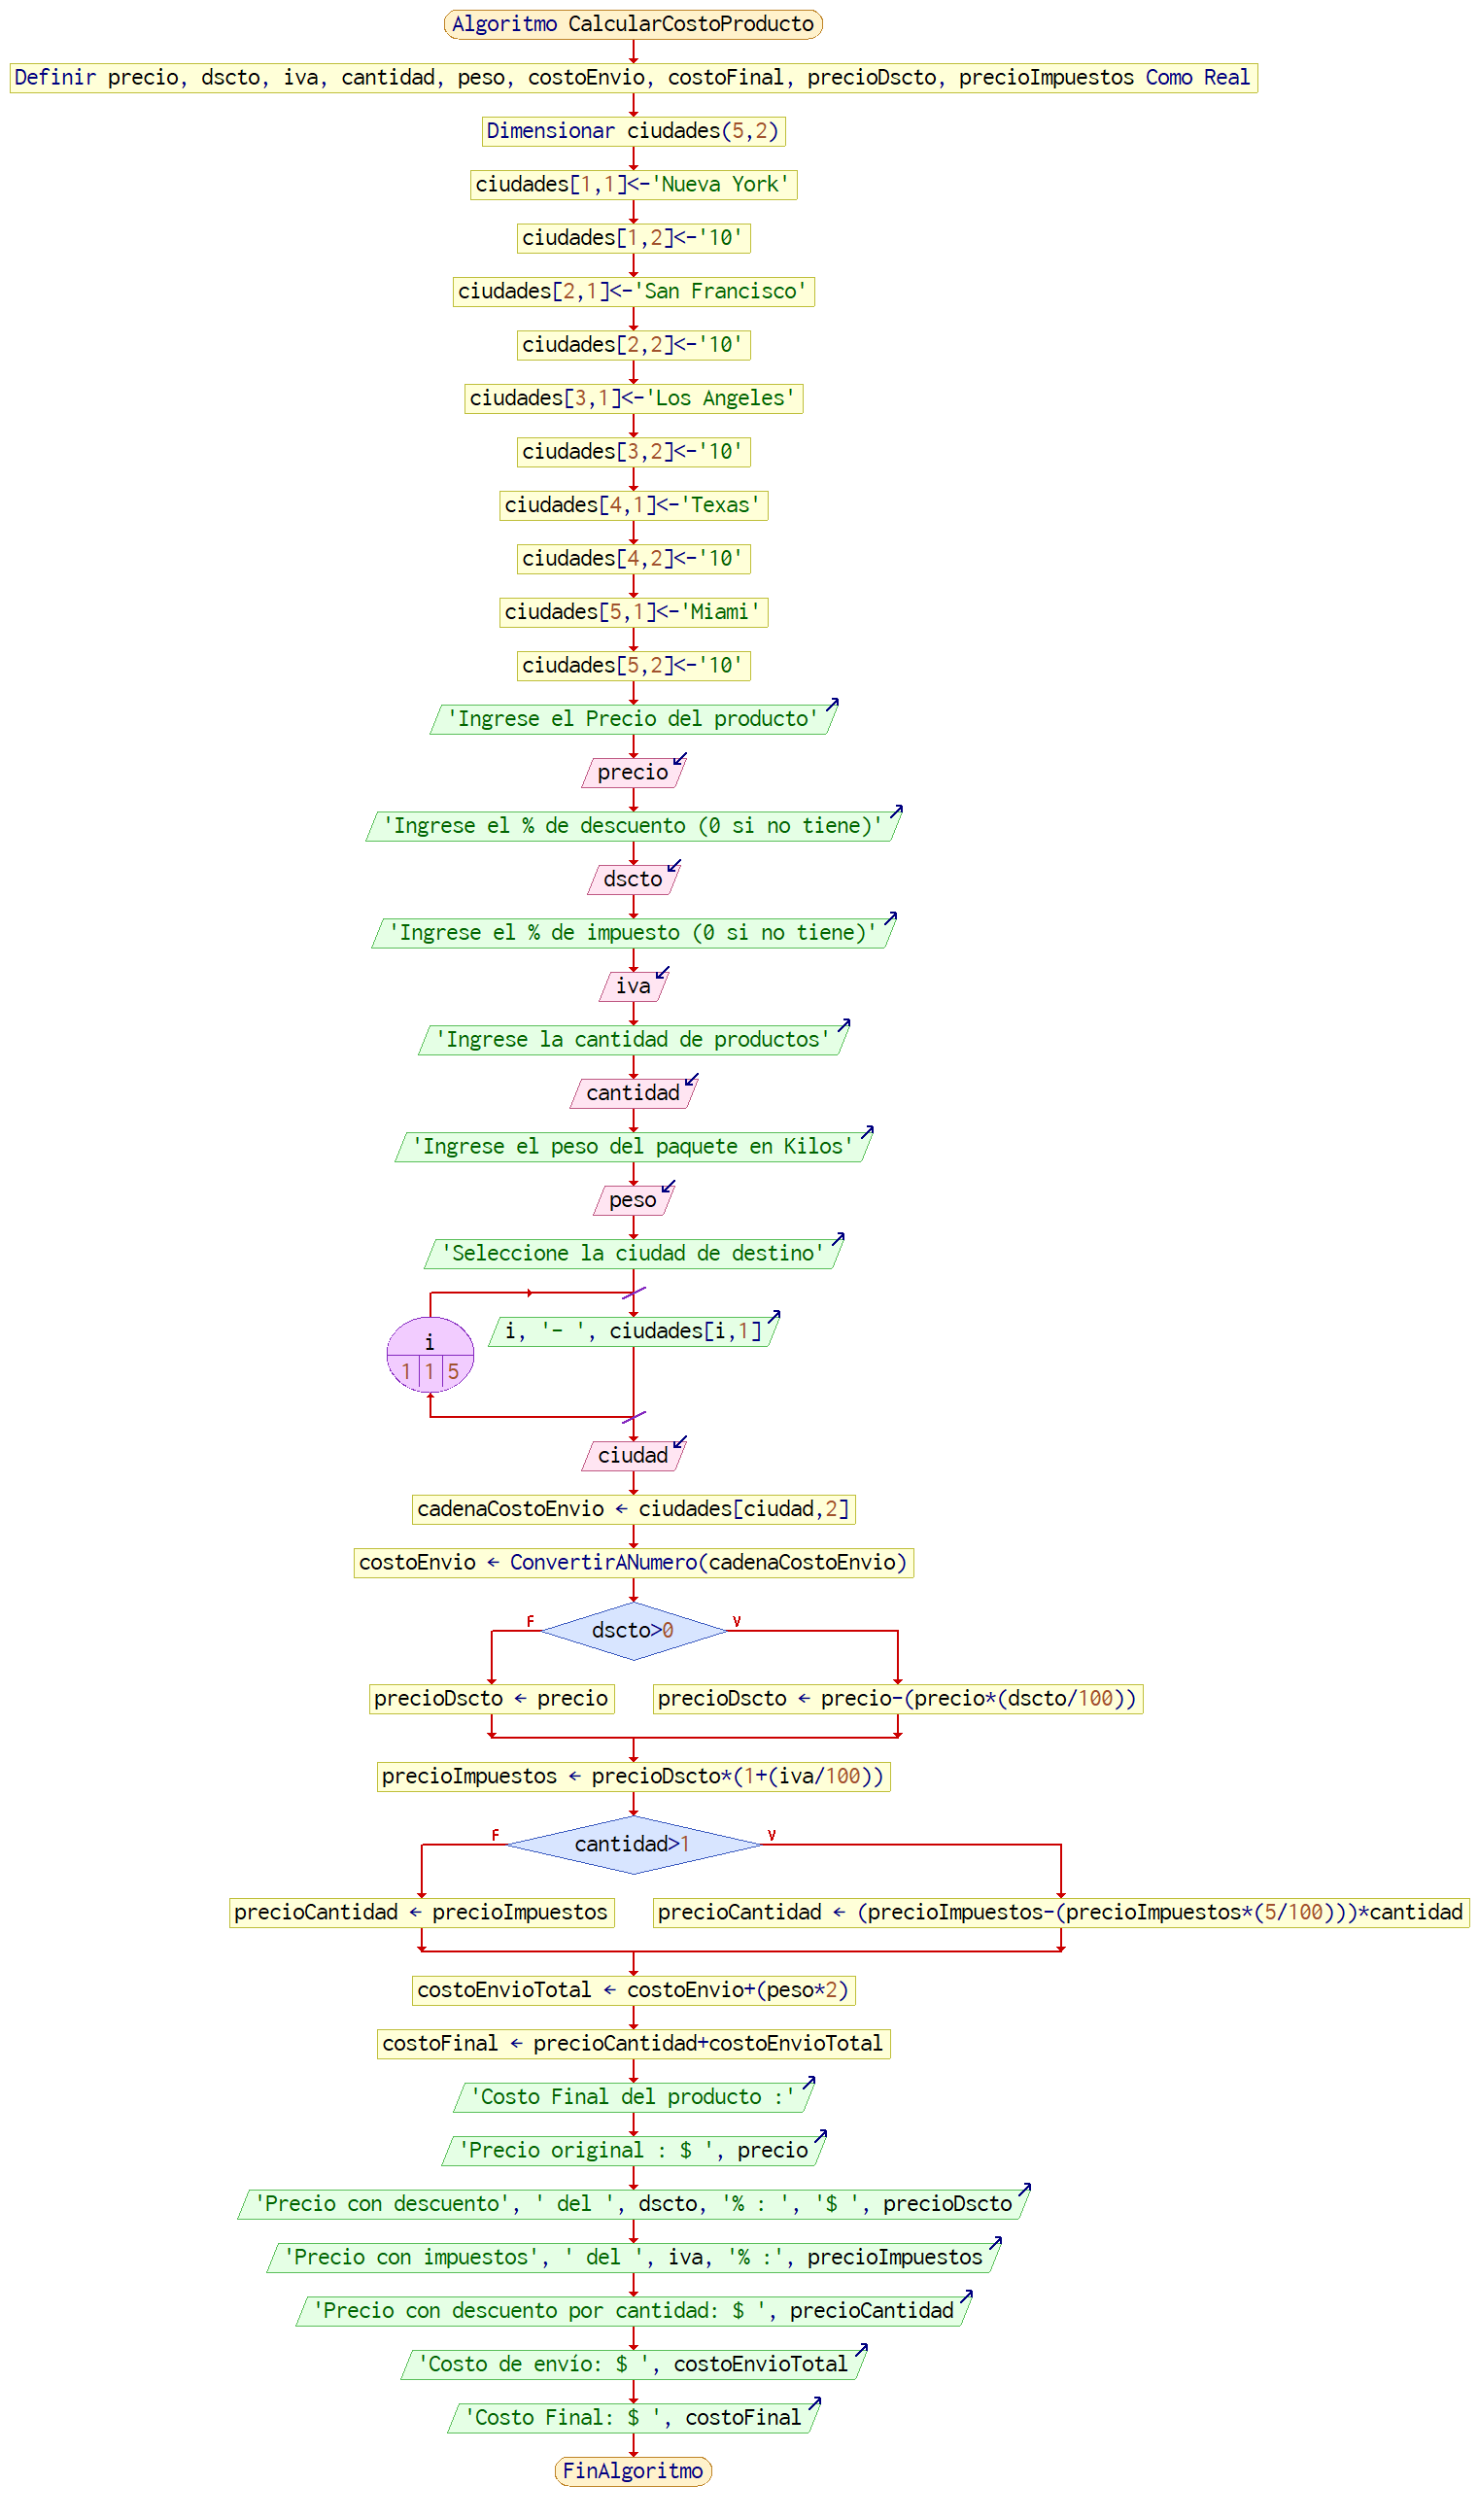 Algoritmo CalcularCostoProducto
Definir precio, dscto, iva, cantidad, peso, costoEnvio, costoFinal, precioDscto, precioImpuestos Como Real
Dimensionar ciudades(5,2)
ciudades[1,1]<-'Nueva York'
ciudades[1,2]<-'10'
ciudades[2,1]<-'San Francisco'
ciudades[2,2]<-'10'
ciudades[3,1]<-'Los Angeles'
ciudades[3,2]<-'10'
ciudades[4,1]<-'Texas'
ciudades[4,2]<-'10'
ciudades[5,1]<-'Miami'
ciudades[5,2]<-'10'
'Ingrese el Precio del producto'
precio
'Ingrese el % de descuento (0 si no tiene)'
dscto
'Ingrese el % de impuesto (0 si no tiene)'
iva
'Ingrese la cantidad de productos'
cantidad
'Ingrese el peso del paquete en Kilos'
peso
'Seleccione la ciudad de destino'
i, '- ', ciudades[i,1]
i
1 1 5
ciudad
cadenaCostoEnvio ← ciudades[ciudad,2]
costoEnvio ← ConvertirANumero(cadenaCostoEnvio)
F
dscto>0
V
precioDscto ← precio
precioDscto ← precio-(precio*(dscto/100))
precioImpuestos ← precioDscto*(1+(iva/100))
F
cantidad>1
V
precioCantidad ← precioImpuestos
precioCantidad ← (precioImpuestos-(precioImpuestos*(5/100)))*cantidad
costoEnvioTotal ← costoEnvio+(peso*2)
costoFinal ← precioCantidad+costoEnvioTotal
'Costo Final del producto :'
'Precio original : $ ', precio
'Precio con descuento', ' del ', dscto, '% : ', '$ ', precioDscto
'Precio con impuestos', ' del ', iva, '% :', precioImpuestos
'Precio con descuento por cantidad: $ ', precioCantidad
'Costo de envío: $ ', costoEnvioTotal
'Costo Final: $ ', costoFinal
FinAlgoritmo